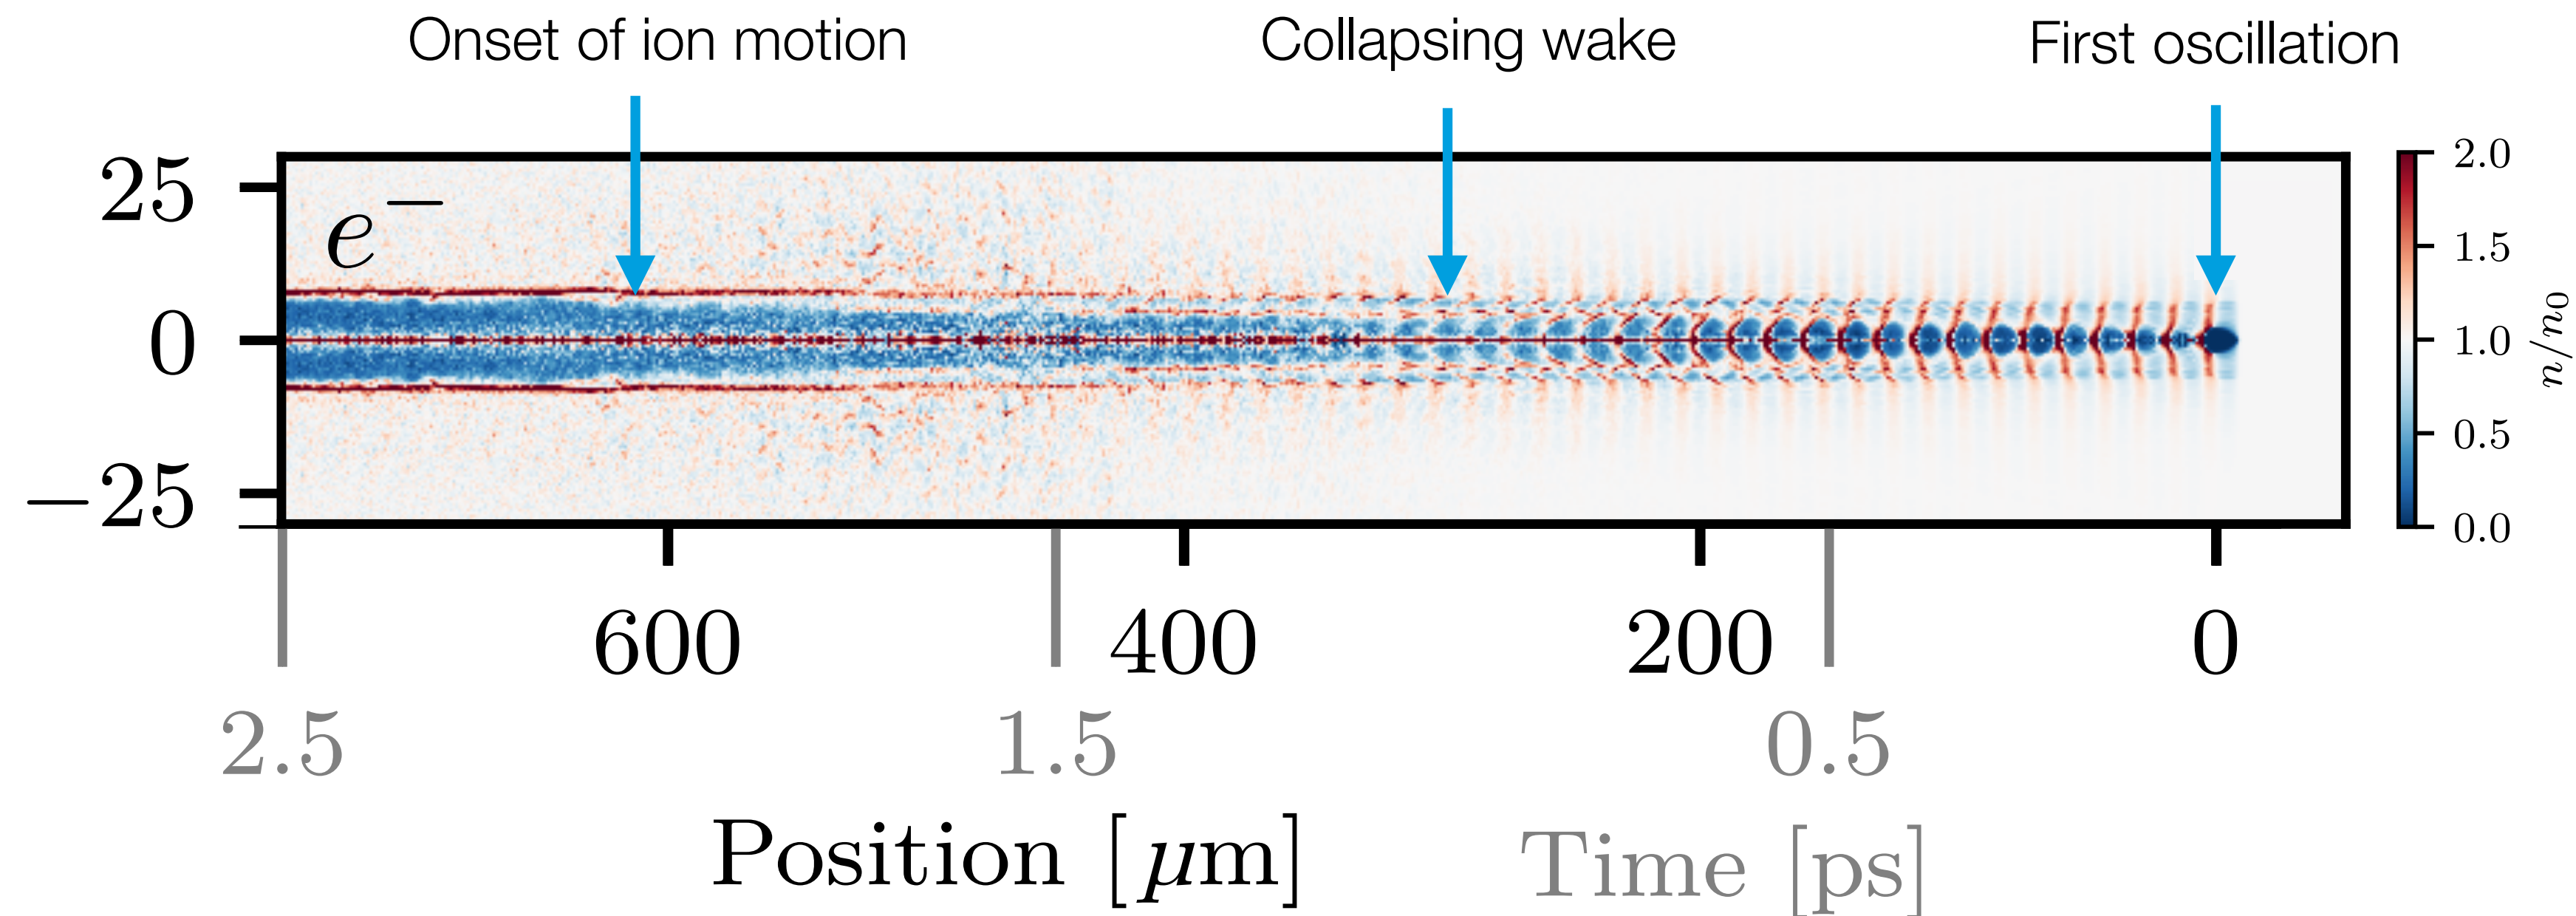 Onset of ion motion
Collapsing wake
First oscillation
25
0
−25
e⁻
2.0
1.5
1.0
0.5
0.0
n/n₀
600
400
200
0
2.5
1.5
0.5
Position [μm]
Time [ps]